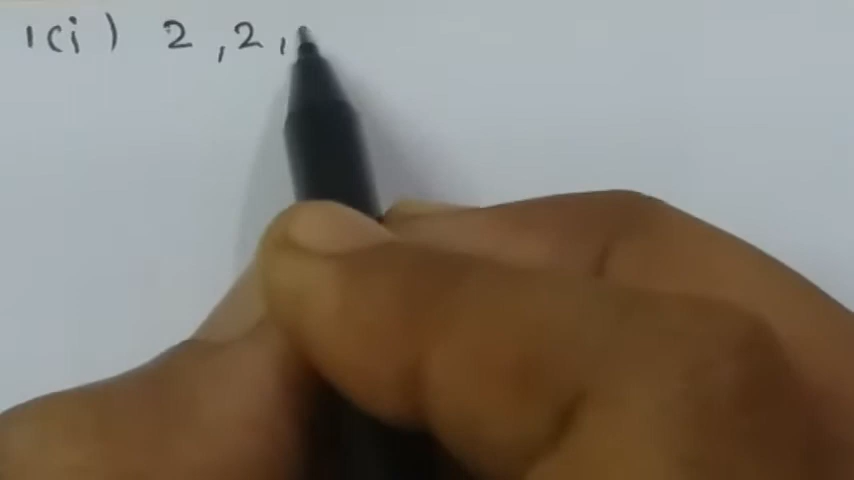 1(i) 2, 2,